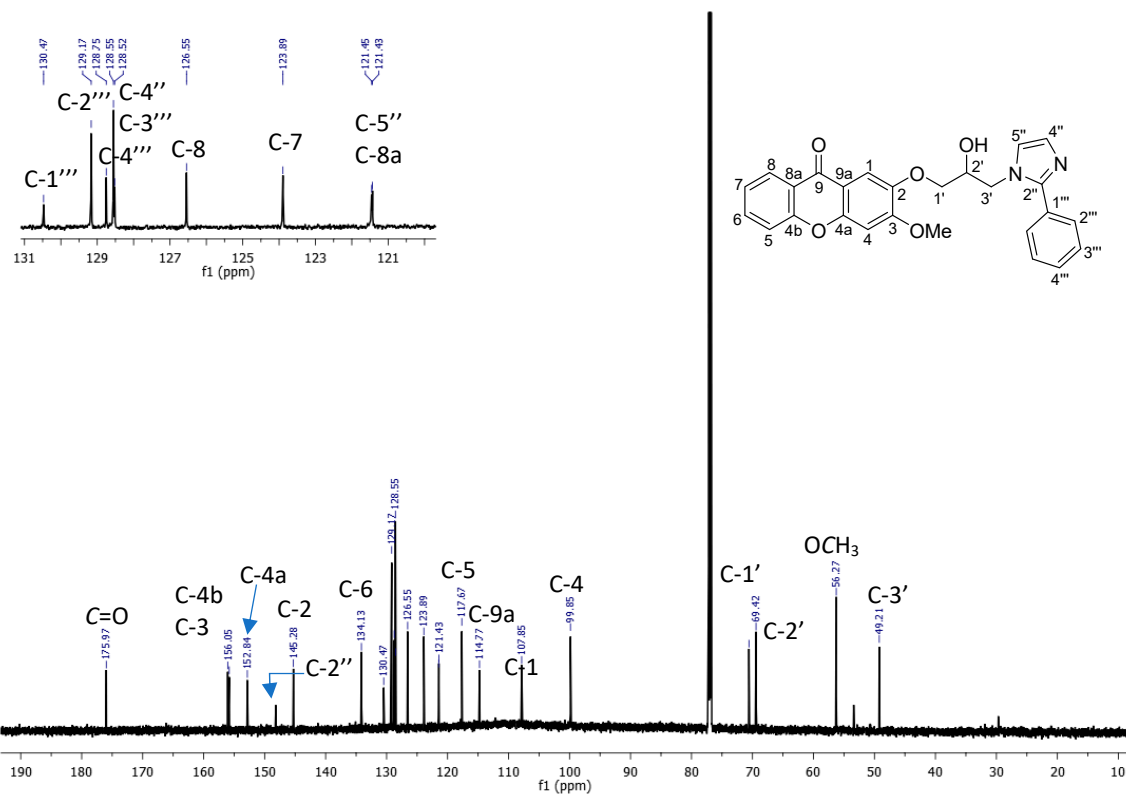 130.47
129.17
128.75
128.55
128.52
126.55
123.89
121.45
121.43
C-2''' C-4''
C-3'''
C-4'''
C-1'''
C-8
C-7
C-5''
C-8a
131 129 127 125 123 121
f1 (ppm)
O OH 5'' 4''
8 8a 9a 1 O 2' N
7 9 2 1' 3' N 2''
6 O 3 1''' 2'''
5 4b 4a 4 OMe 3'''
4'''
C=O
175.97
C-4b
C-3
156.05
C-4a
152.84
C-2''
C-2
145.28
C-6
134.13
130.47
129.17
128.55
126.55
123.89
121.43
C-5
117.67
C-9a
114.77
107.85
C-1
C-4
99.85
C-1'
69.42
C-2'
OCH3
56.27
C-3'
49.21
190 180 170 160 150 140 130 120 110 100 90 80 70 60 50 40 30 20 10
f1 (ppm)